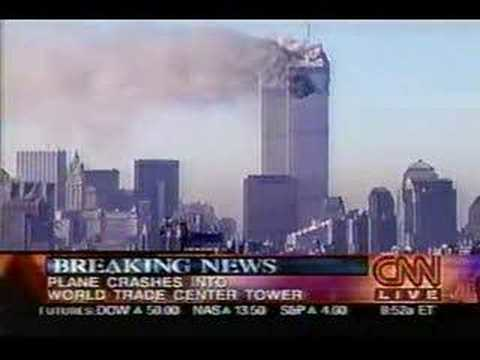 BREAKING NEWS
PLANE CRASHES INTO
WORLD TRADE CENTER TOWER
CNN
LIVE
FUTURES: DOW ▲ 50.00 NAS ▲ 13.50 S&P ▲ 4.60 8:52a ET